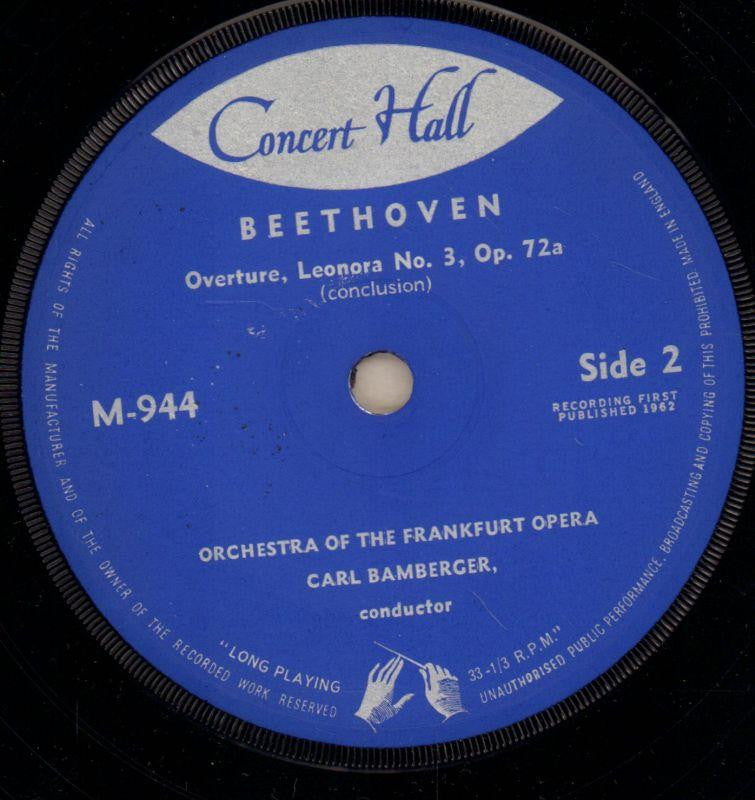 Concert Hall
BEETHOVEN
Overture, Leonora No. 3, Op. 72a
(conclusion)
Side 2
M-944
RECORDING FIRST
PUBLISHED 1962
ORCHESTRA OF THE FRANKFURT OPERA
CARL BAMBERGER,
conductor
"LONG PLAYING
33-1/3 R.P.M."
ALL RIGHTS OF THE MANUFACTURER AND OF THE OWNER OF THE RECORDED WORK RESERVED
UNAUTHORISED PUBLIC PERFORMANCE, BROADCASTING AND COPYING OF THIS PROHIBITED. MADE IN ENGLAND